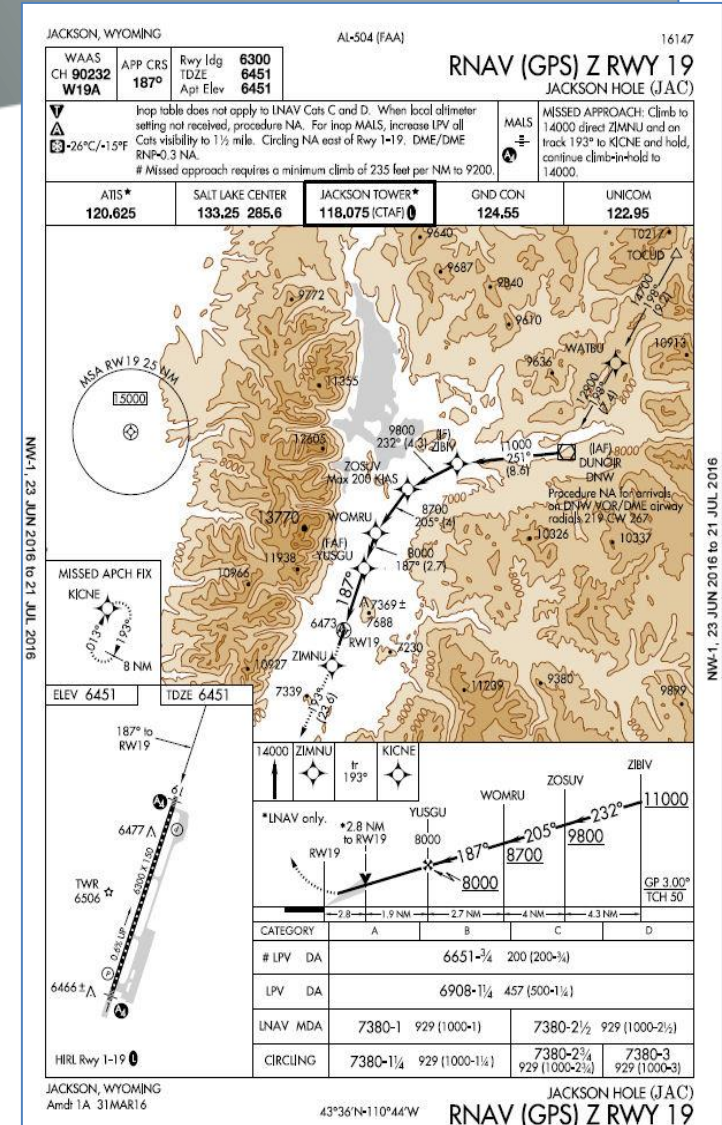 JACKSON, WYOMING
AL-504 (FAA)
16147
WAAS
CH 90232
W19A
APP CRS
187°
Rwy ldg 6300
TDZE 6451
Apt Elev 6451
RNAV (GPS) Z RWY 19
JACKSON HOLE (JAC)
T
A
-26°C/-15°F
Inop table does not apply to LNAV Cats C and D. When local altimeter
setting not received, procedure NA. For inop MALS, increase LPV all
Cats visibility to 1½ mile. Circling NA east of Rwy 1-19. DME/DME
RNP-0.3 NA.
# Missed approach requires a minimum climb of 235 feet per NM to 9200.
MALS
MISSED APPROACH: Climb to
14000 direct ZIMNU and on
track 193° to KICNE and hold,
continue climb-in-hold to
14000.
ATIS★
120.625
SALT LAKE CENTER
133.25 285.6
JACKSON TOWER★
118.075 (CTAF) L
GND CON
124.55
UNICOM
122.95
9640
10217
TOCUD
9687
9840
14700
198°
(9.2)
9772
9610
WATBU
10913
9636
MSA RW19 25 NM
15000
11355
12900
198°
(7.4)
9800
232° (4.3)
(IF)
ZIBIV
12605
11000
251°
(8.6)
(IAF)
DUNOIR
DNW
ZOSUV
Max 200 KIAS
Procedure NA for arrivals
on DNW VOR/DME airway
radials 219 CW 267
8700
205° (4)
13770
WOMRU
10326
10337
(FAF)
YUSGU
8000
187° (2.7)
11938
10966
187°
MISSED APCH FIX
KICNE
013°
193°
8 NM
7369 ±
7688
6473
RW19
7230
ZIMNU
10927
7339
193°
(23.6)
11239
9380
9899
8000
NW-1, 23 JUN 2016 to 21 JUL 2016
NW-1, 23 JUN 2016 to 21 JUL 2016
ELEV 6451
TDZE 6451
187° to
RW19
19
6477
6300 X 150
TWR
6506
0.6% UP
P
6466 ±
HIRL Rwy 1-19 L
14000
ZIMNU
tr
193°
KICNE
*LNAV only.
*2.8 NM
to RW19
RW19
YUSGU
8000
WOMRU
ZOSUV
ZIBIV
11000
187°
205°
232°
8000
8700
9800
GP 3.00°
TCH 50
2.8
1.9 NM
2.7 NM
4 NM
4.3 NM
CATEGORY A B C D
# LPV DA 6651-¾ 200 (200-¾)
LPV DA 6908-1¼ 457 (500-1¼)
LNAV MDA 7380-1 929 (1000-1) 7380-2½ 929 (1000-2½)
CIRCLING 7380-1¼ 929 (1000-1¼) 7380-2¾ 929 (1000-2¾) 7380-3 929 (1000-3)
JACKSON, WYOMING
Amdt 1A 31MAR16
43°36'N-110°44'W
JACKSON HOLE (JAC)
RNAV (GPS) Z RWY 19